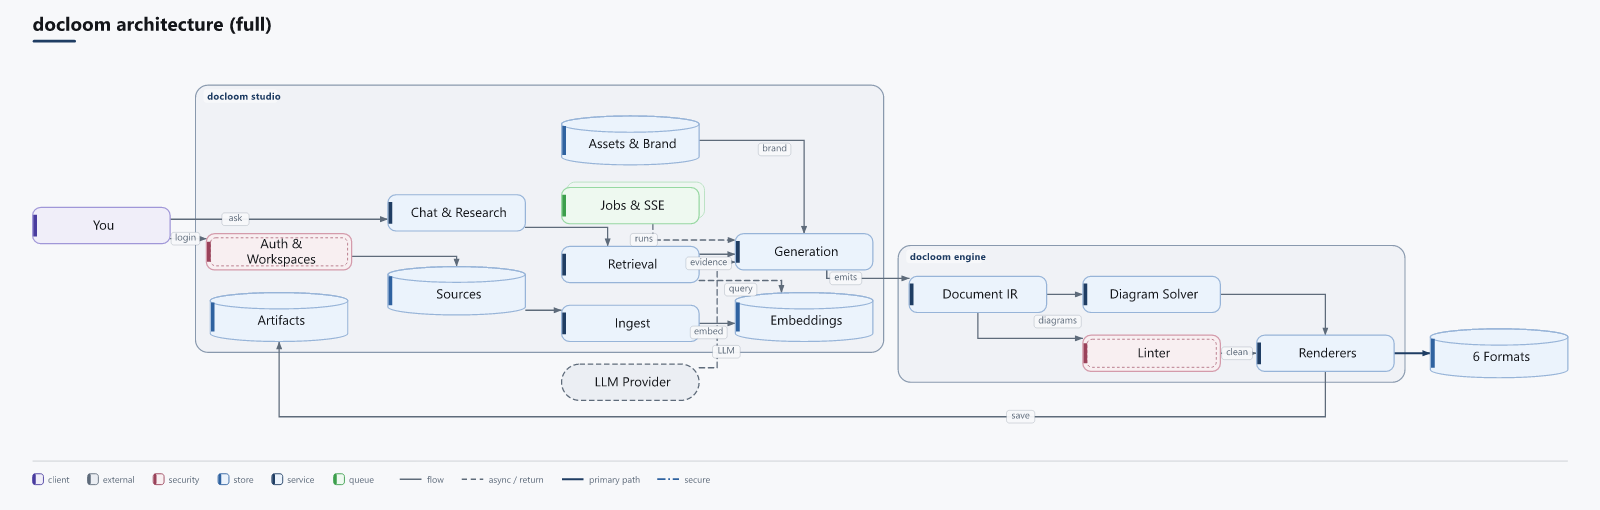 docloom architecture (full)
docloom studio
Assets & Brand
brand
Jobs & SSE
Chat & Research
You
ask
login
Auth &
Workspaces
runs
Generation
Retrieval
evidence
emits
query
Sources
Artifacts
Ingest
embed
Embeddings
LLM
LLM Provider
docloom engine
Document IR
Diagram Solver
diagrams
Linter
clean
Renderers
6 Formats
save
client
external
security
store
service
queue
flow
async / return
primary path
secure